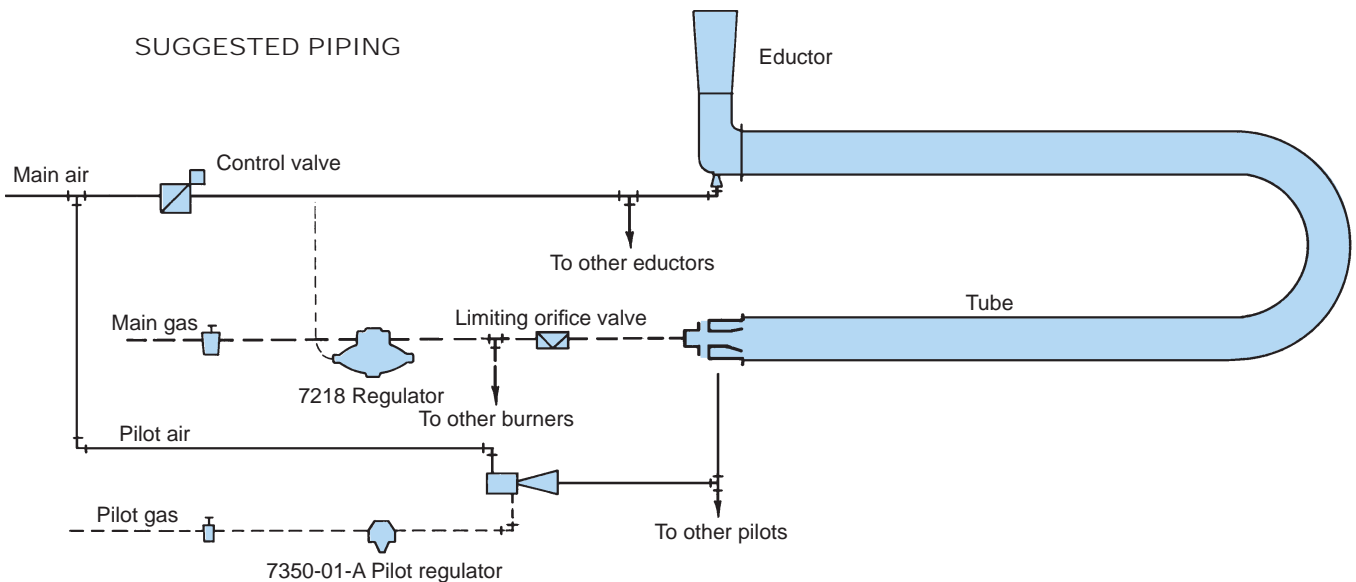 SUGGESTED PIPING
Eductor
Control valve
Main air
To other eductors
Tube
Main gas
Limiting orifice valve
7218 Regulator
To other burners
Pilot air
Pilot gas
To other pilots
7350-01-A Pilot regulator